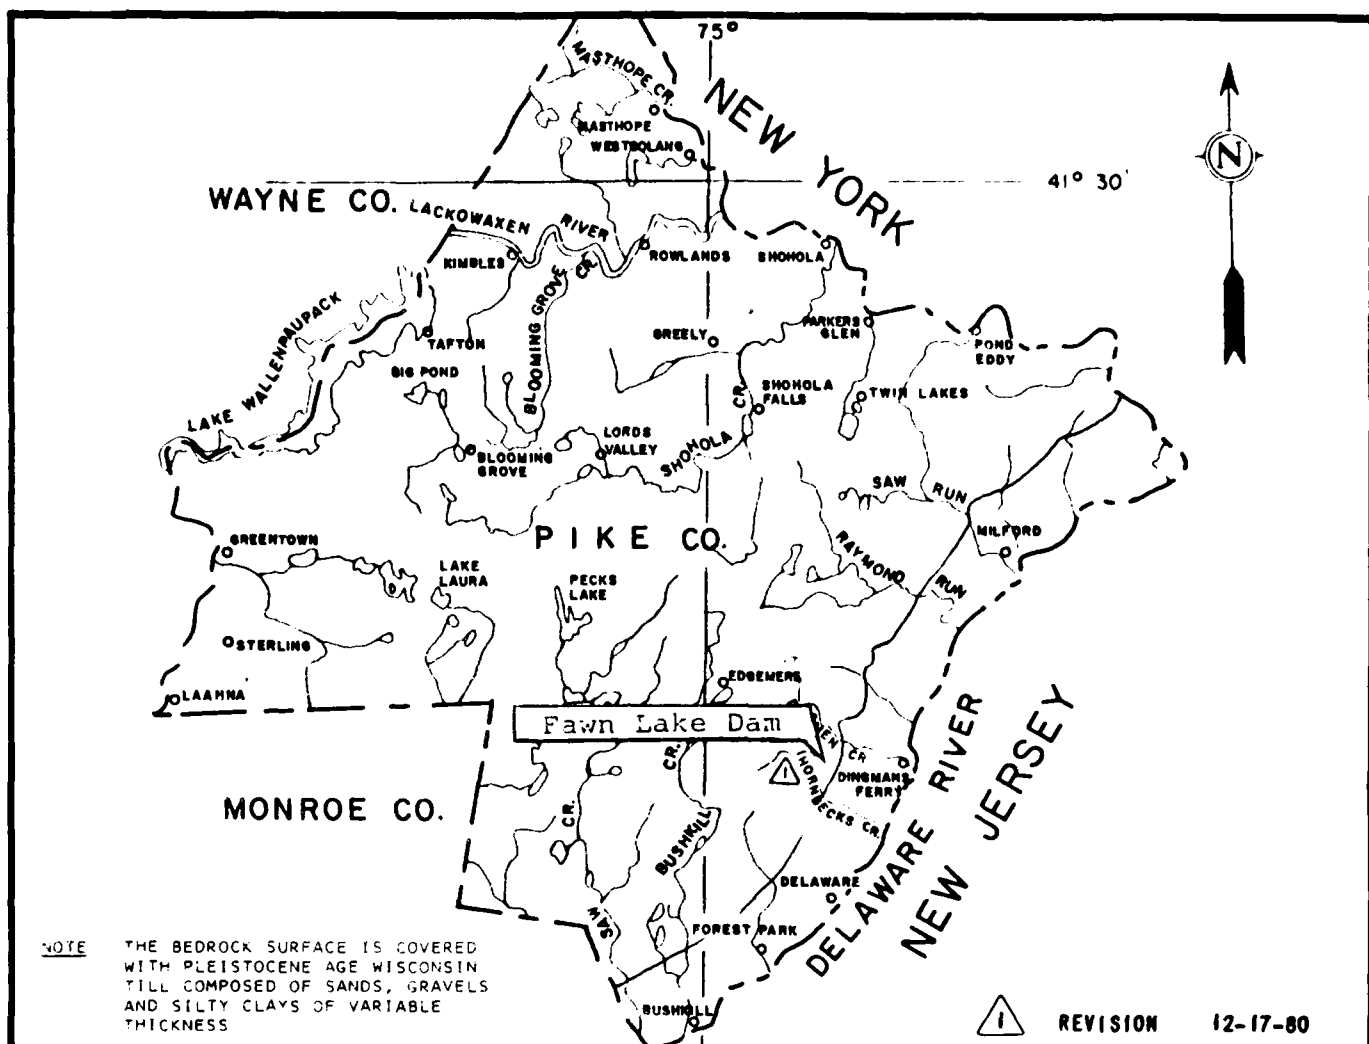 75°
MASTHOPE CR.
NEW YORK
MASTHOPE
WESTCOLANG
N
41° 30'
WAYNE CO.
LACKOWAXEN RIVER
KIMBLES
ROWLANDS
SHOHOLA
BLOOMING GROVE CR.
LAKE WALLENPAUPACK
TAFTON
GREELY
PARKERS
GLEN
POND
EDDY
BIG POND
SHOHOLA
FALLS
TWIN LAKES
BLOOMING
GROVE
LORDS
VALLEY
SHOHOLA CR.
SAW RUN
MILFORD
PIKE CO.
RAYMOND RUN
GREENTOWN
LAKE
LAURA
PECKS
LAKE
STERLING
LAANNA
EDGEMERS
Fawn Lake Dam
CR.
1
HORNBECKS CR.
DINGMANS
FERRY
DELAWARE RIVER
NEW JERSEY
MONROE CO.
SAW CR.
BUSHKILL CR.
DELAWARE
FOREST PARK
BUSHKILL
NOTE THE BEDROCK SURFACE IS COVERED
WITH PLEISTOCENE AGE WISCONSIN
TILL COMPOSED OF SANDS, GRAVELS
AND SILTY CLAYS OF VARIABLE
THICKNESS
1 REVISION 12-17-80